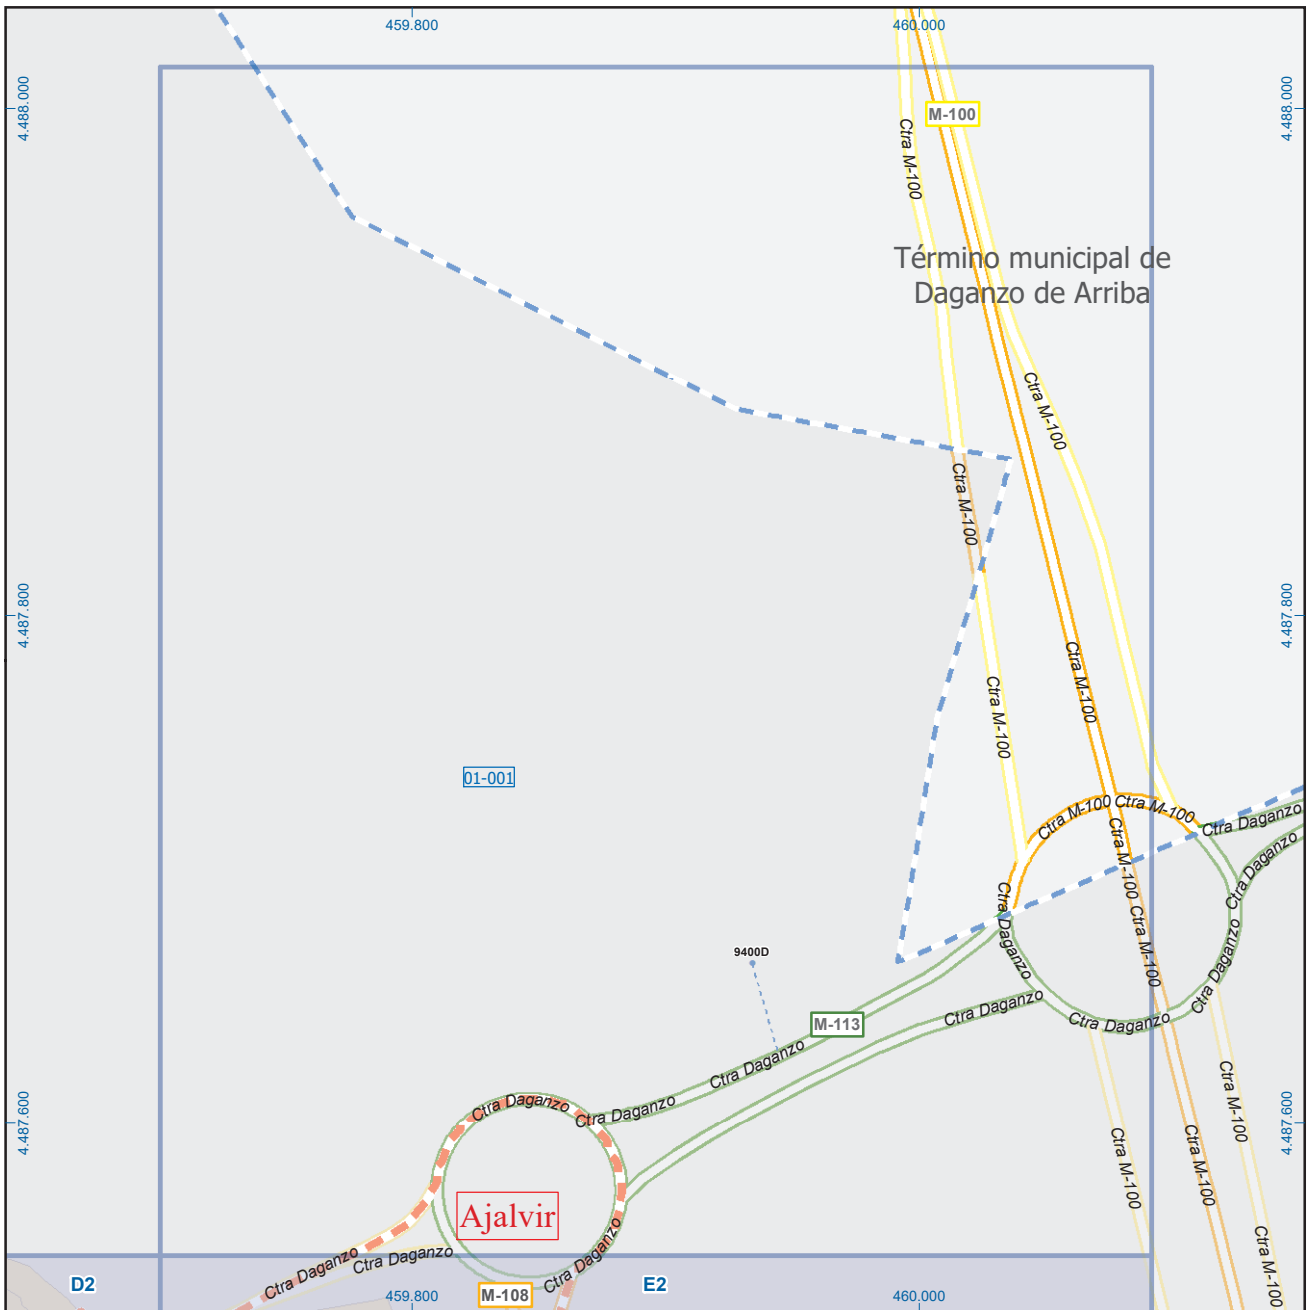 459.800
460.000
4.488.000
4.488.000
M-100
Ctra M-100
Término municipal de
Daganzo de Arriba
Ctra M-100
Ctra M-100
4.487.800
4.487.800
Ctra M-100
Ctra M-100
01-001
Ctra M-100
Ctra M-100
Ctra Daganzo
Ctra M-100
Ctra Daganzo
Ctra Daganzo
Ctra M-100
9400D
Ctra Daganzo
Ctra Daganzo
M-113
Ctra Daganzo
Ctra Daganzo
Ctra Daganzo
Ctra Daganzo
4.487.600
4.487.600
Ctra M-100
Ctra M-100
Ctra M-100
Ajalvir
Ctra Daganzo
Ctra Daganzo
Ctra Daganzo
Ctra M-100
D2
M-108
E2
459.800
460.000